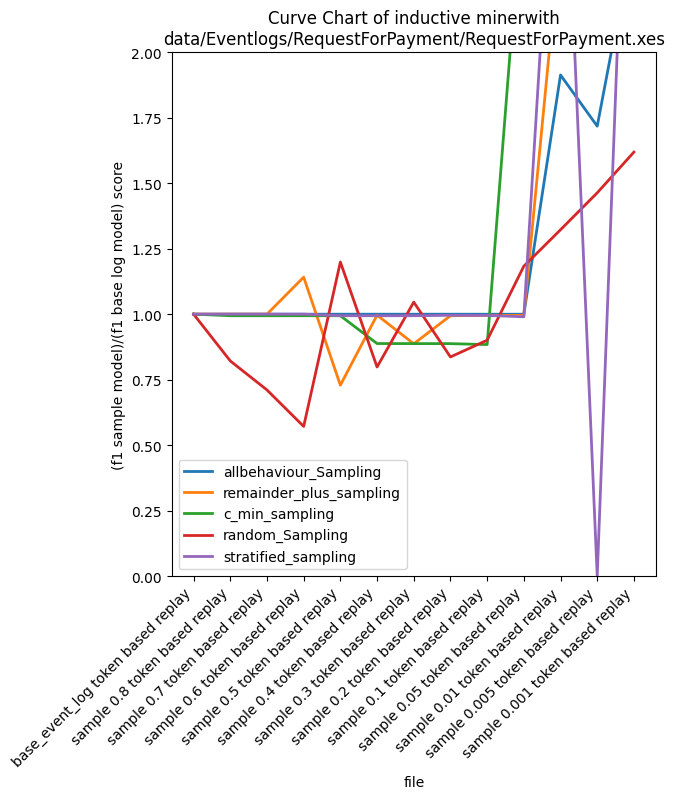 Curve Chart of inductive minerwith
data/Eventlogs/RequestForPayment/RequestForPayment.xes
(f1 sample model)/(f1 base log model) score
2.00
1.75
1.50
1.25
1.00
0.75
0.50
0.25
0.00
allbehaviour_Sampling
remainder_plus_sampling
c_min_sampling
random_Sampling
stratified_sampling
base_event_log token based replay
sample 0.8 token based replay
sample 0.7 token based replay
sample 0.6 token based replay
sample 0.5 token based replay
sample 0.4 token based replay
sample 0.3 token based replay
sample 0.2 token based replay
sample 0.1 token based replay
sample 0.05 token based replay
sample 0.01 token based replay
sample 0.005 token based replay
sample 0.001 token based replay
file